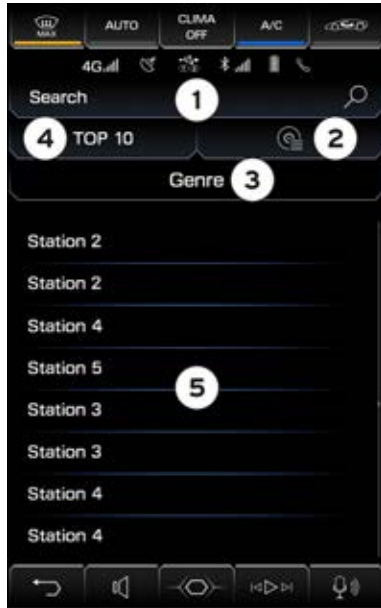 MAX
AUTO
CLIMA
OFF
A/C
4G
Search
1
4
TOP 10
2
Genre
3
Station 2
Station 2
Station 4
Station 5
5
Station 3
Station 3
Station 4
Station 4